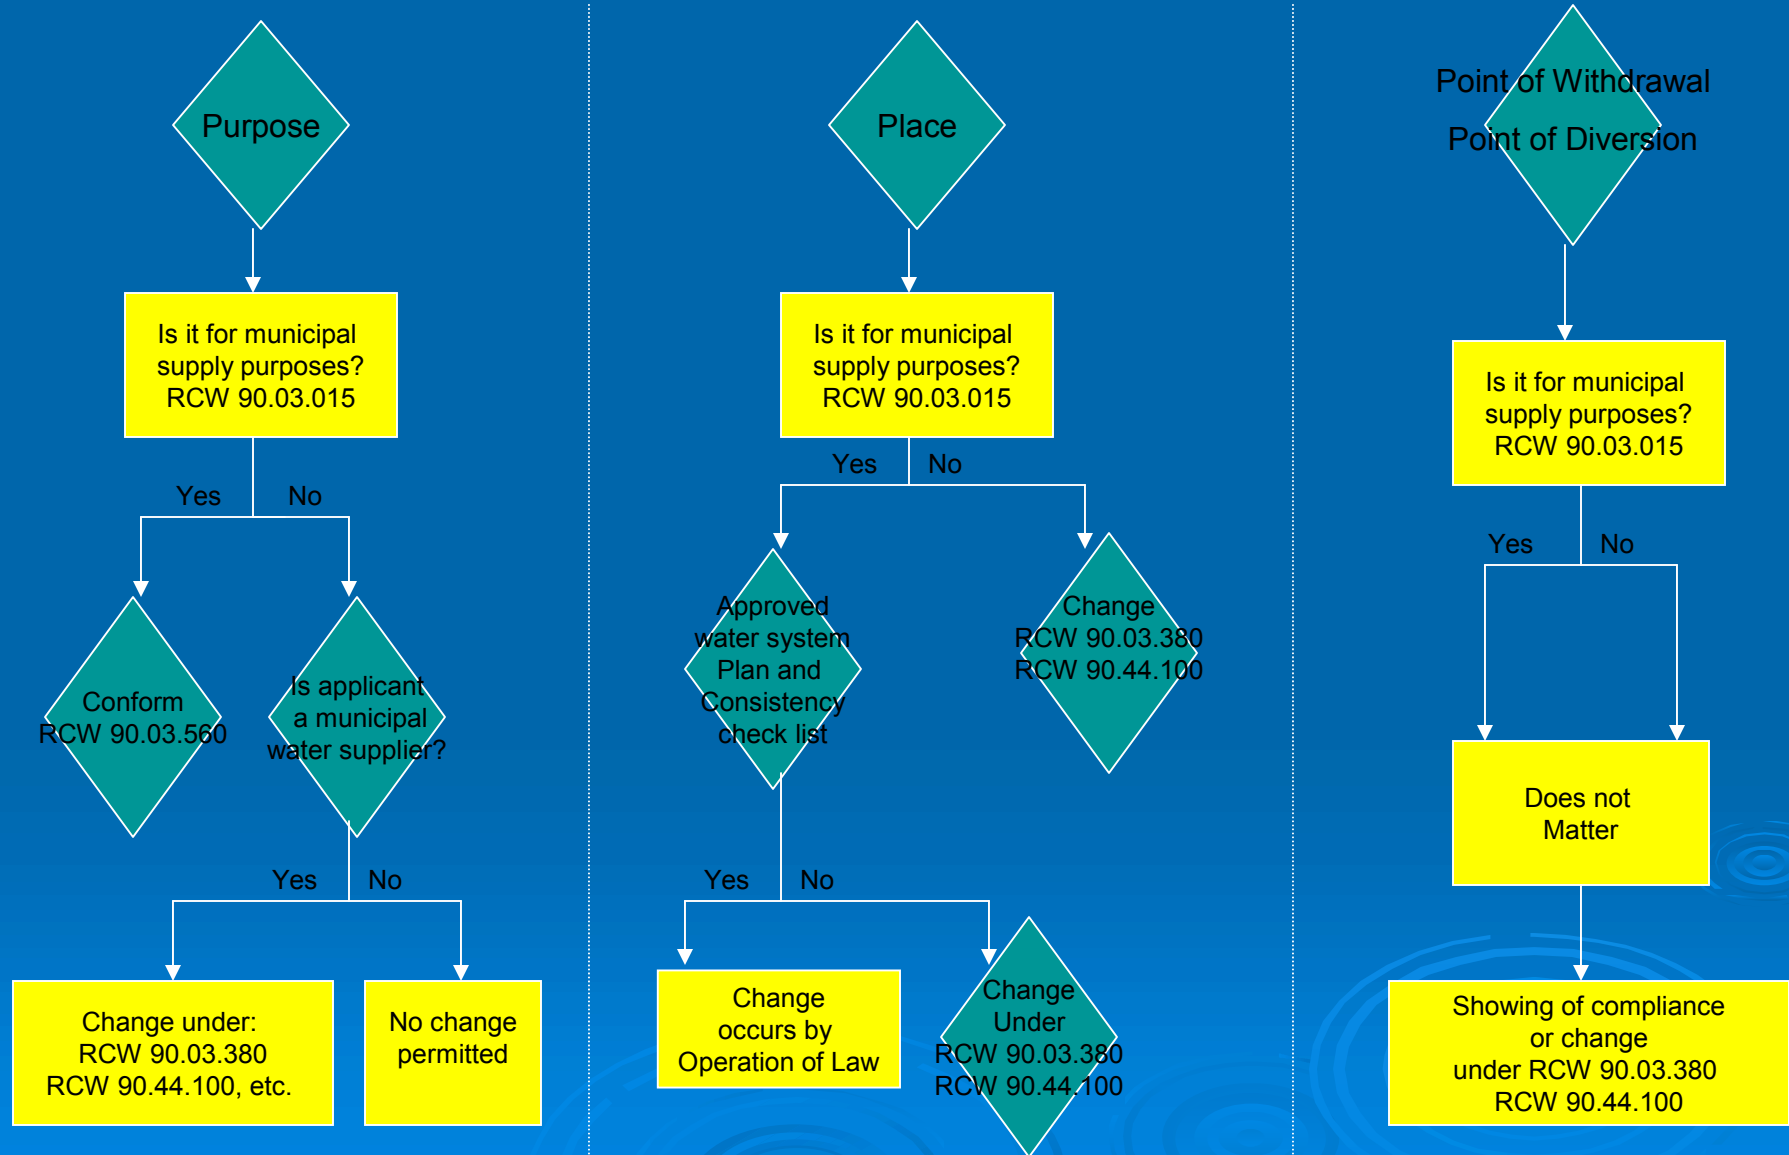 Purpose
Is it for municipal
supply purposes?
RCW 90.03.015
Yes
No
Conform
RCW 90.03.560
Is applicant
a municipal
water supplier?
Yes
No
Change under:
RCW 90.03.380
RCW 90.44.100, etc.
No change
permitted
Place
Is it for municipal
supply purposes?
RCW 90.03.015
Yes
No
Approved
water system
Plan and
Consistency
check list
Change
RCW 90.03.380
RCW 90.44.100
Yes
No
Change
occurs by
Operation of Law
Change
Under
RCW 90.03.380
RCW 90.44.100
Point of Withdrawal
Point of Diversion
Is it for municipal
supply purposes?
RCW 90.03.015
Yes
No
Does not
Matter
Showing of compliance
or change
under RCW 90.03.380
RCW 90.44.100